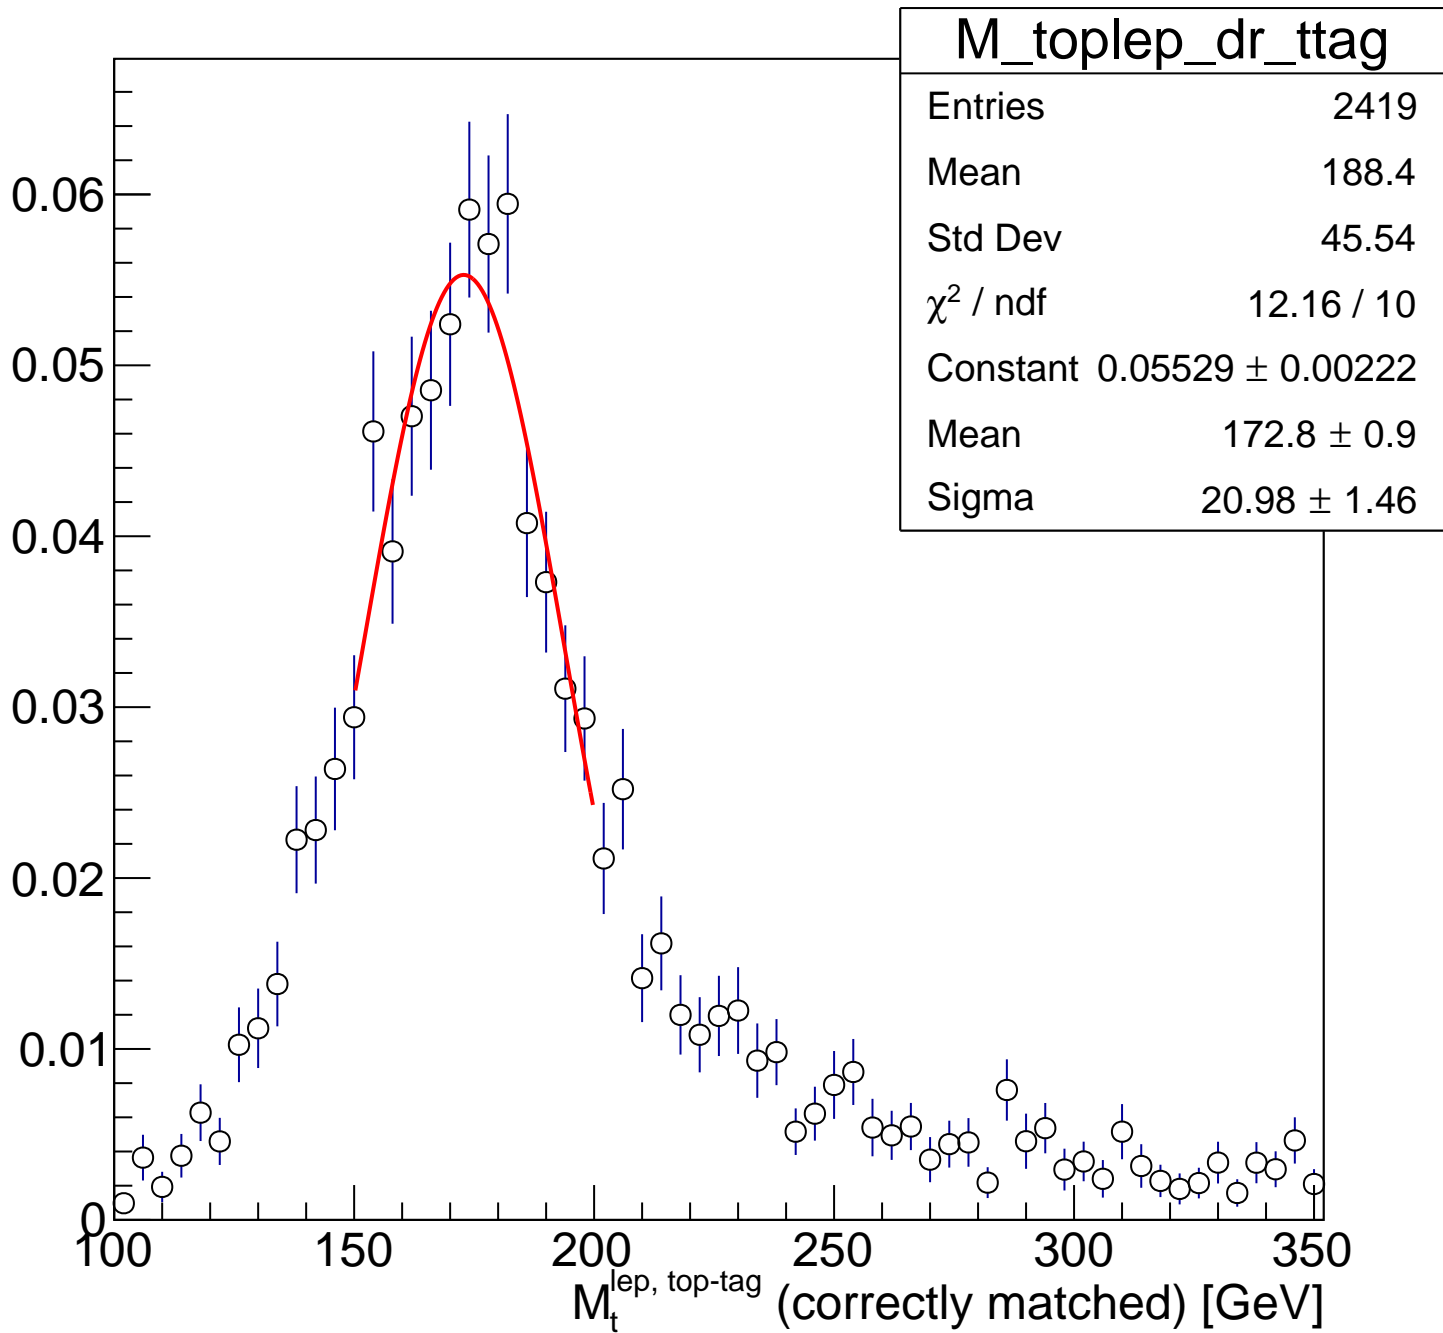 M_toplep_dr_ttag
Entries 2419
Mean 188.4
Std Dev 45.54
χ² / ndf 12.16 / 10
Constant 0.05529 ± 0.00222
Mean 172.8 ± 0.9
Sigma 20.98 ± 1.46
0.06
0.05
0.04
0.03
0.02
0.01
0
100 150 200 250 300 350
M_t^lep, top-tag (correctly matched) [GeV]